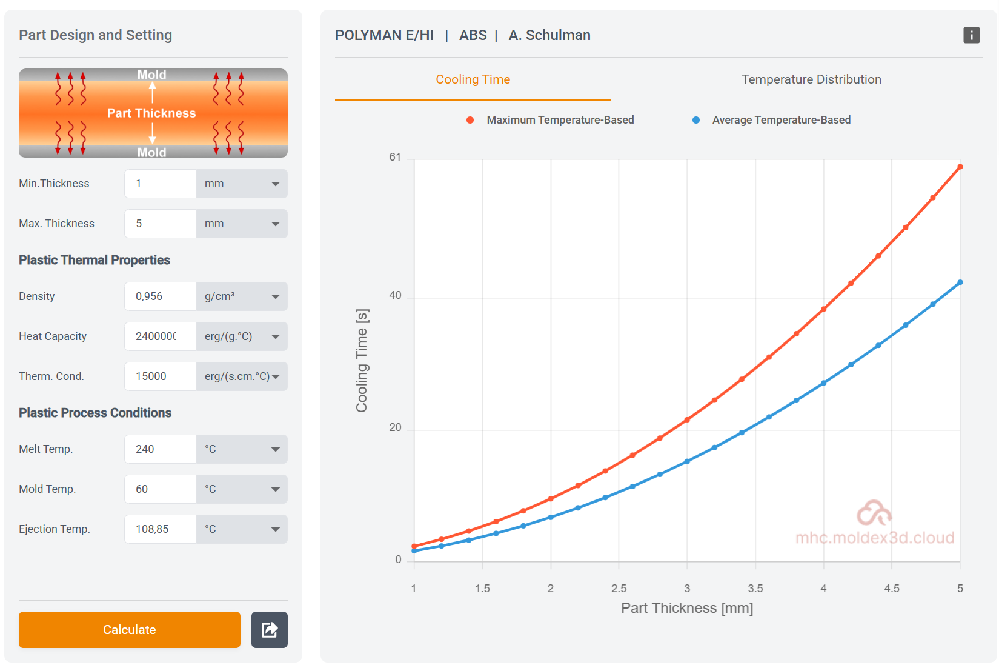 Part Design and Setting
Mold
Part Thickness
Mold
Min.Thickness 1 mm
Max. Thickness 5 mm
Plastic Thermal Properties
Density 0,956 g/cm³
Heat Capacity 2400000 erg/(g.°C)
Therm. Cond. 15000 erg/(s.cm.°C)
Plastic Process Conditions
Melt Temp. 240 °C
Mold Temp. 60 °C
Ejection Temp. 108,85 °C
Calculate
POLYMAN E/HI | ABS | A. Schulman
i
Cooling Time Temperature Distribution
Maximum Temperature-Based Average Temperature-Based
61
40
20
0
Cooling Time [s]
1 1.5 2 2.5 3 3.5 4 4.5 5
Part Thickness [mm]
mhc.moldex3d.cloud